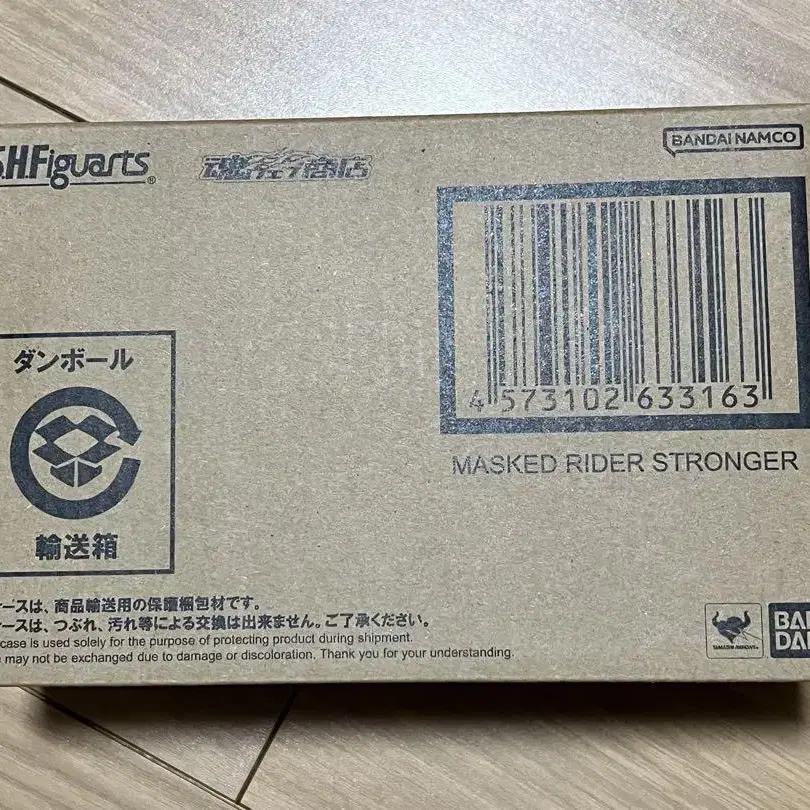 S.H.Figuarts®
魂ウェブ商店
BANDAI NAMCO
4 573102 633163
MASKED RIDER STRONGER
ダンボール
輸送箱
ースは、商品輸送用の保護梱包材です。
ースは、つぶれ、汚れ等による交換は出来ません。ご了承ください。
case is used solely for the purpose of protecting product during shipment.
may not be exchanged due to damage or discoloration. Thank you for your understanding.
TAMASHII NATIONS
BAN
DAI